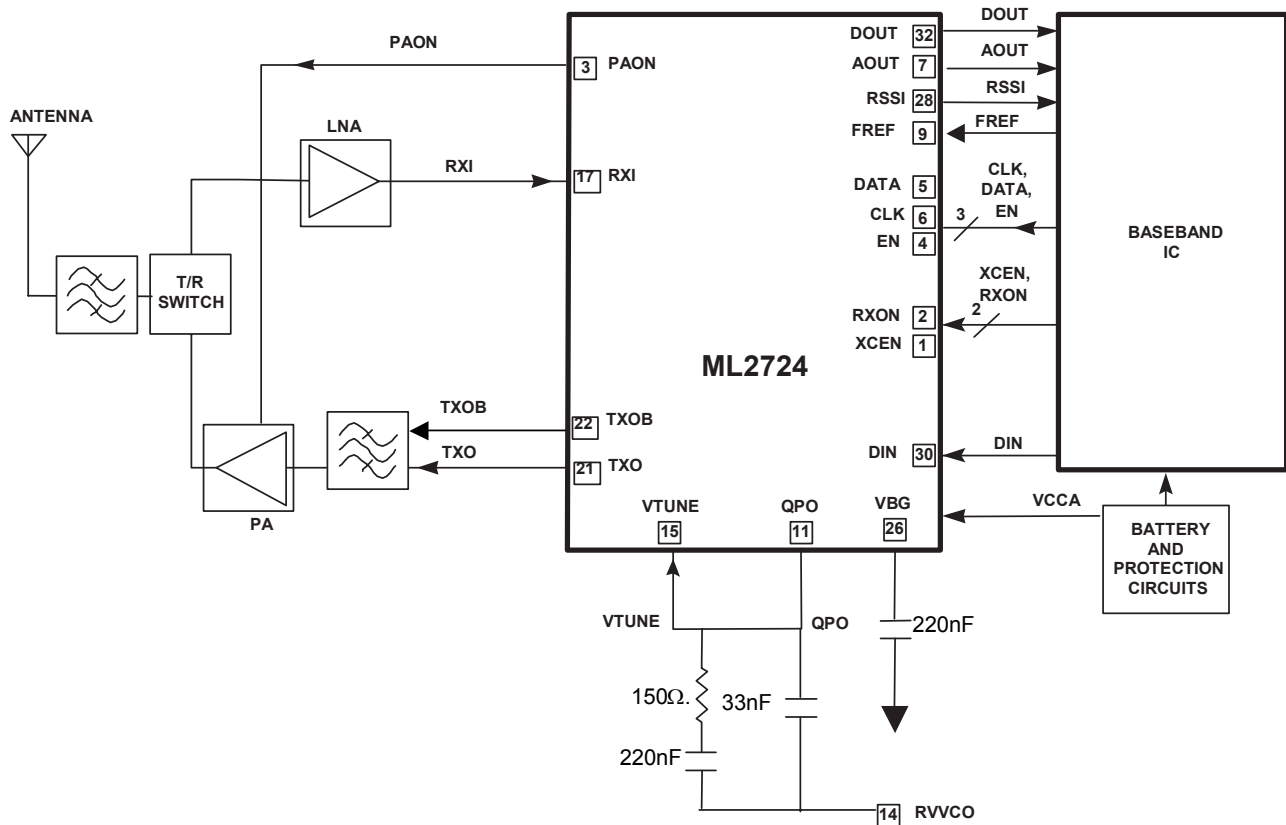 DOUT
DOUT 32
PAON
AOUT
AOUT 7
3 PAON
RSSI
RSSI 28
ANTENNA
LNA
FREF
FREF 9
RXI
17 RXI
CLK,
DATA,
EN
DATA 5
CLK 6
3
EN 4
BASEBAND
IC
T/R
SWITCH
XCEN,
RXON
2
RXON 2
XCEN 1
ML2724
TXOB
22 TXOB
TXO
21 TXO
DIN
DIN 30
PA
VTUNE
15
QPO
11
VBG
26
VCCA
BATTERY
AND
PROTECTION
CIRCUITS
VTUNE
QPO
220nF
150Ω.
33nF
220nF
14 RVVCO